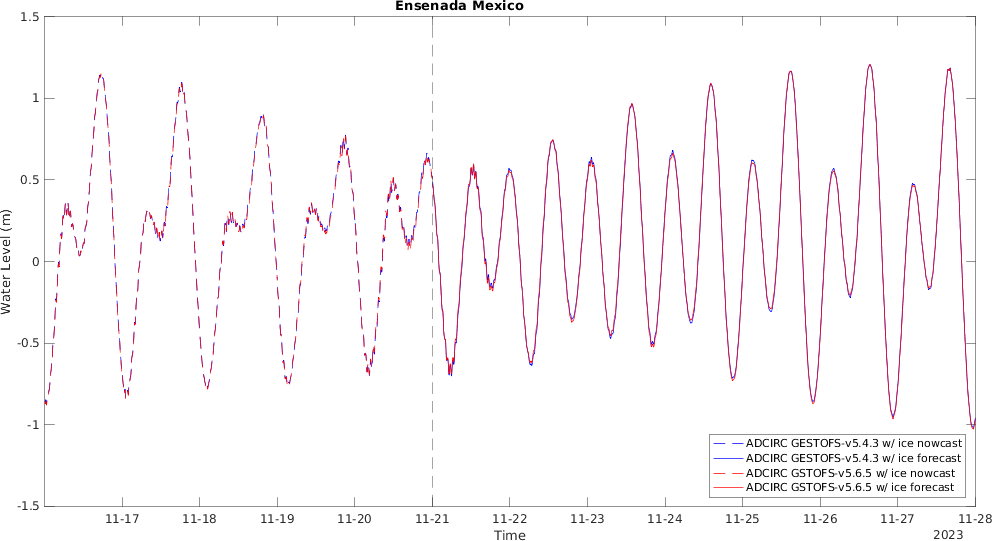 Ensenada Mexico
1.5
1
0.5
0
-0.5
-1
-1.5
Water Level (m)
11-17 11-18 11-19 11-20 11-21 11-22 11-23 11-24 11-25 11-26 11-27 11-28
Time
2023
ADCIRC GESTOFS-v5.4.3 w/ ice nowcast
ADCIRC GESTOFS-v5.4.3 w/ ice forecast
ADCIRC GSTOFS-v5.6.5 w/ ice nowcast
ADCIRC GSTOFS-v5.6.5 w/ ice forecast